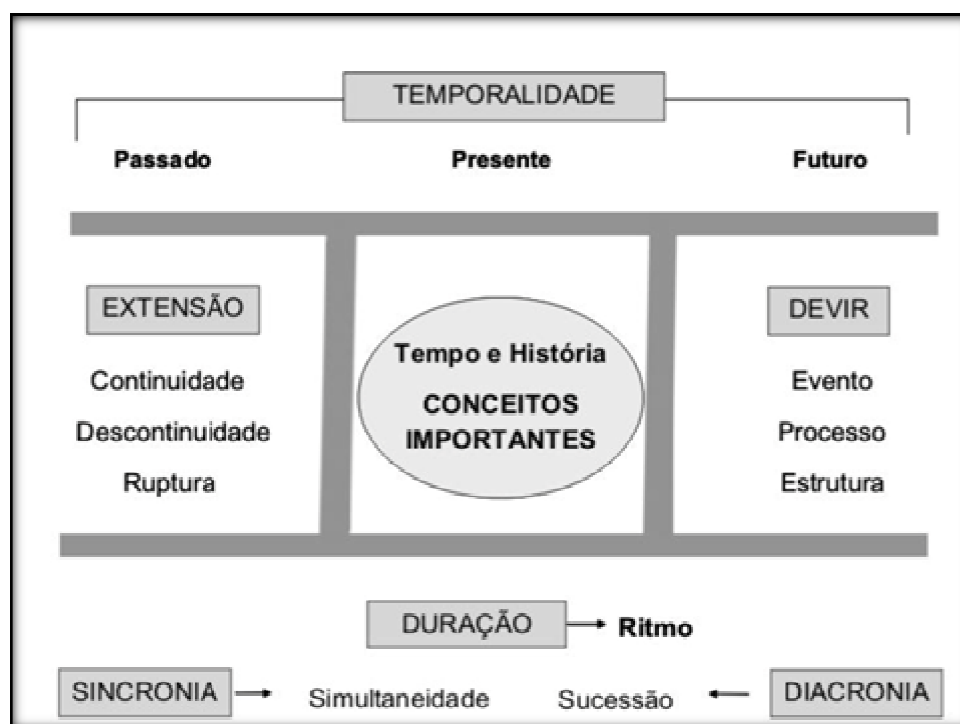 TEMPORALIDADE
Passado Presente Futuro
EXTENSÃO
Continuidade
Descontinuidade
Ruptura
Tempo e História
CONCEITOS
IMPORTANTES
DEVIR
Evento
Processo
Estrutura
DURAÇÃO → Ritmo
SINCRONIA → Simultaneidade
Sucessão ← DIACRONIA